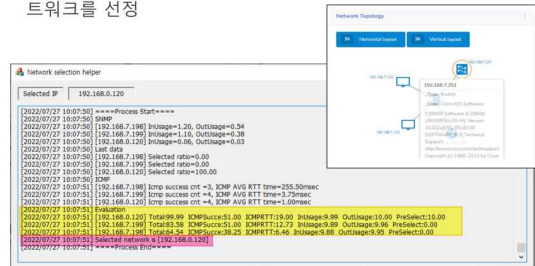 트워크를 선정
Network Topology
Horizontal layout
Vertical layout
192.168.7.251
192.168.7.251
Type: Switch
Desc: Cisco IOS Software,
Version
RELEASE
Technical
Support:
http://www.cisco.com/techsupport
Copyright (c) 1986-2015 by Cisco
Network selection helper
Selected IP 192.168.0.120
[2022/07/27 10:07:50] ====Process Start====
[2022/07/27 10:07:50] SNMP
[2022/07/27 10:07:50] [192.168.7.198] InUsage=1.20, OutUsage=0.54
[2022/07/27 10:07:50] [192.168.7.199] InUsage=1.10, OutUsage=0.38
[2022/07/27 10:07:50] [192.168.0.120] InUsage=0.06, OutUsage=0.03
[2022/07/27 10:07:50] Last data
[2022/07/27 10:07:50] [192.168.7.198] Selected ratio=0.00
[2022/07/27 10:07:50] [192.168.7.199] Selected ratio=0.00
[2022/07/27 10:07:50] [192.168.0.120] Selected ratio=100.00
[2022/07/27 10:07:50] ICMP
[2022/07/27 10:07:51] [192.168.7.198] Icmp success cnt =3, ICMP AVG RTT time=255.50msec
[2022/07/27 10:07:51] [192.168.7.199] Icmp success cnt =4, ICMP AVG RTT time=3.75msec
[2022/07/27 10:07:51] [192.168.0.120] Icmp success cnt =4, ICMP AVG RTT time=1.00msec
[2022/07/27 10:07:51] Evaluation
[2022/07/27 10:07:51] [192.168.0.120] Total:99.99 ICMPSucce:51.00 ICMPRTT:19.00 InUsage:9.99 OutUsage:10.00 PreSelect:10.00
[2022/07/27 10:07:51] [192.168.7.199] Total:83.58 ICMPSucce:51.00 ICMPRTT:12.73 InUsage:9.89 OutUsage:9.96 PreSelect:0.00
[2022/07/27 10:07:51] [192.168.7.198] Total:64.54 ICMPSucce:38.25 ICMPRTT:6.46 InUsage:9.88 OutUsage:9.95 PreSelect:0.00
[2022/07/27 10:07:51] Selected network is [192.168.0.120]
[2022/07/27 10:07:51] ====Process End====